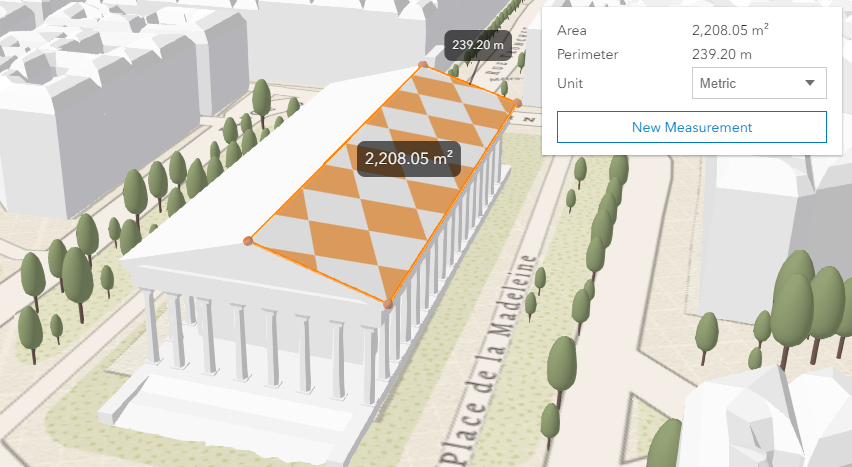 239.20 m
Area 2,208.05 m²
Perimeter 239.20 m
Unit Metric
New Measurement
2,208.05 m²
Place de la Madeleine